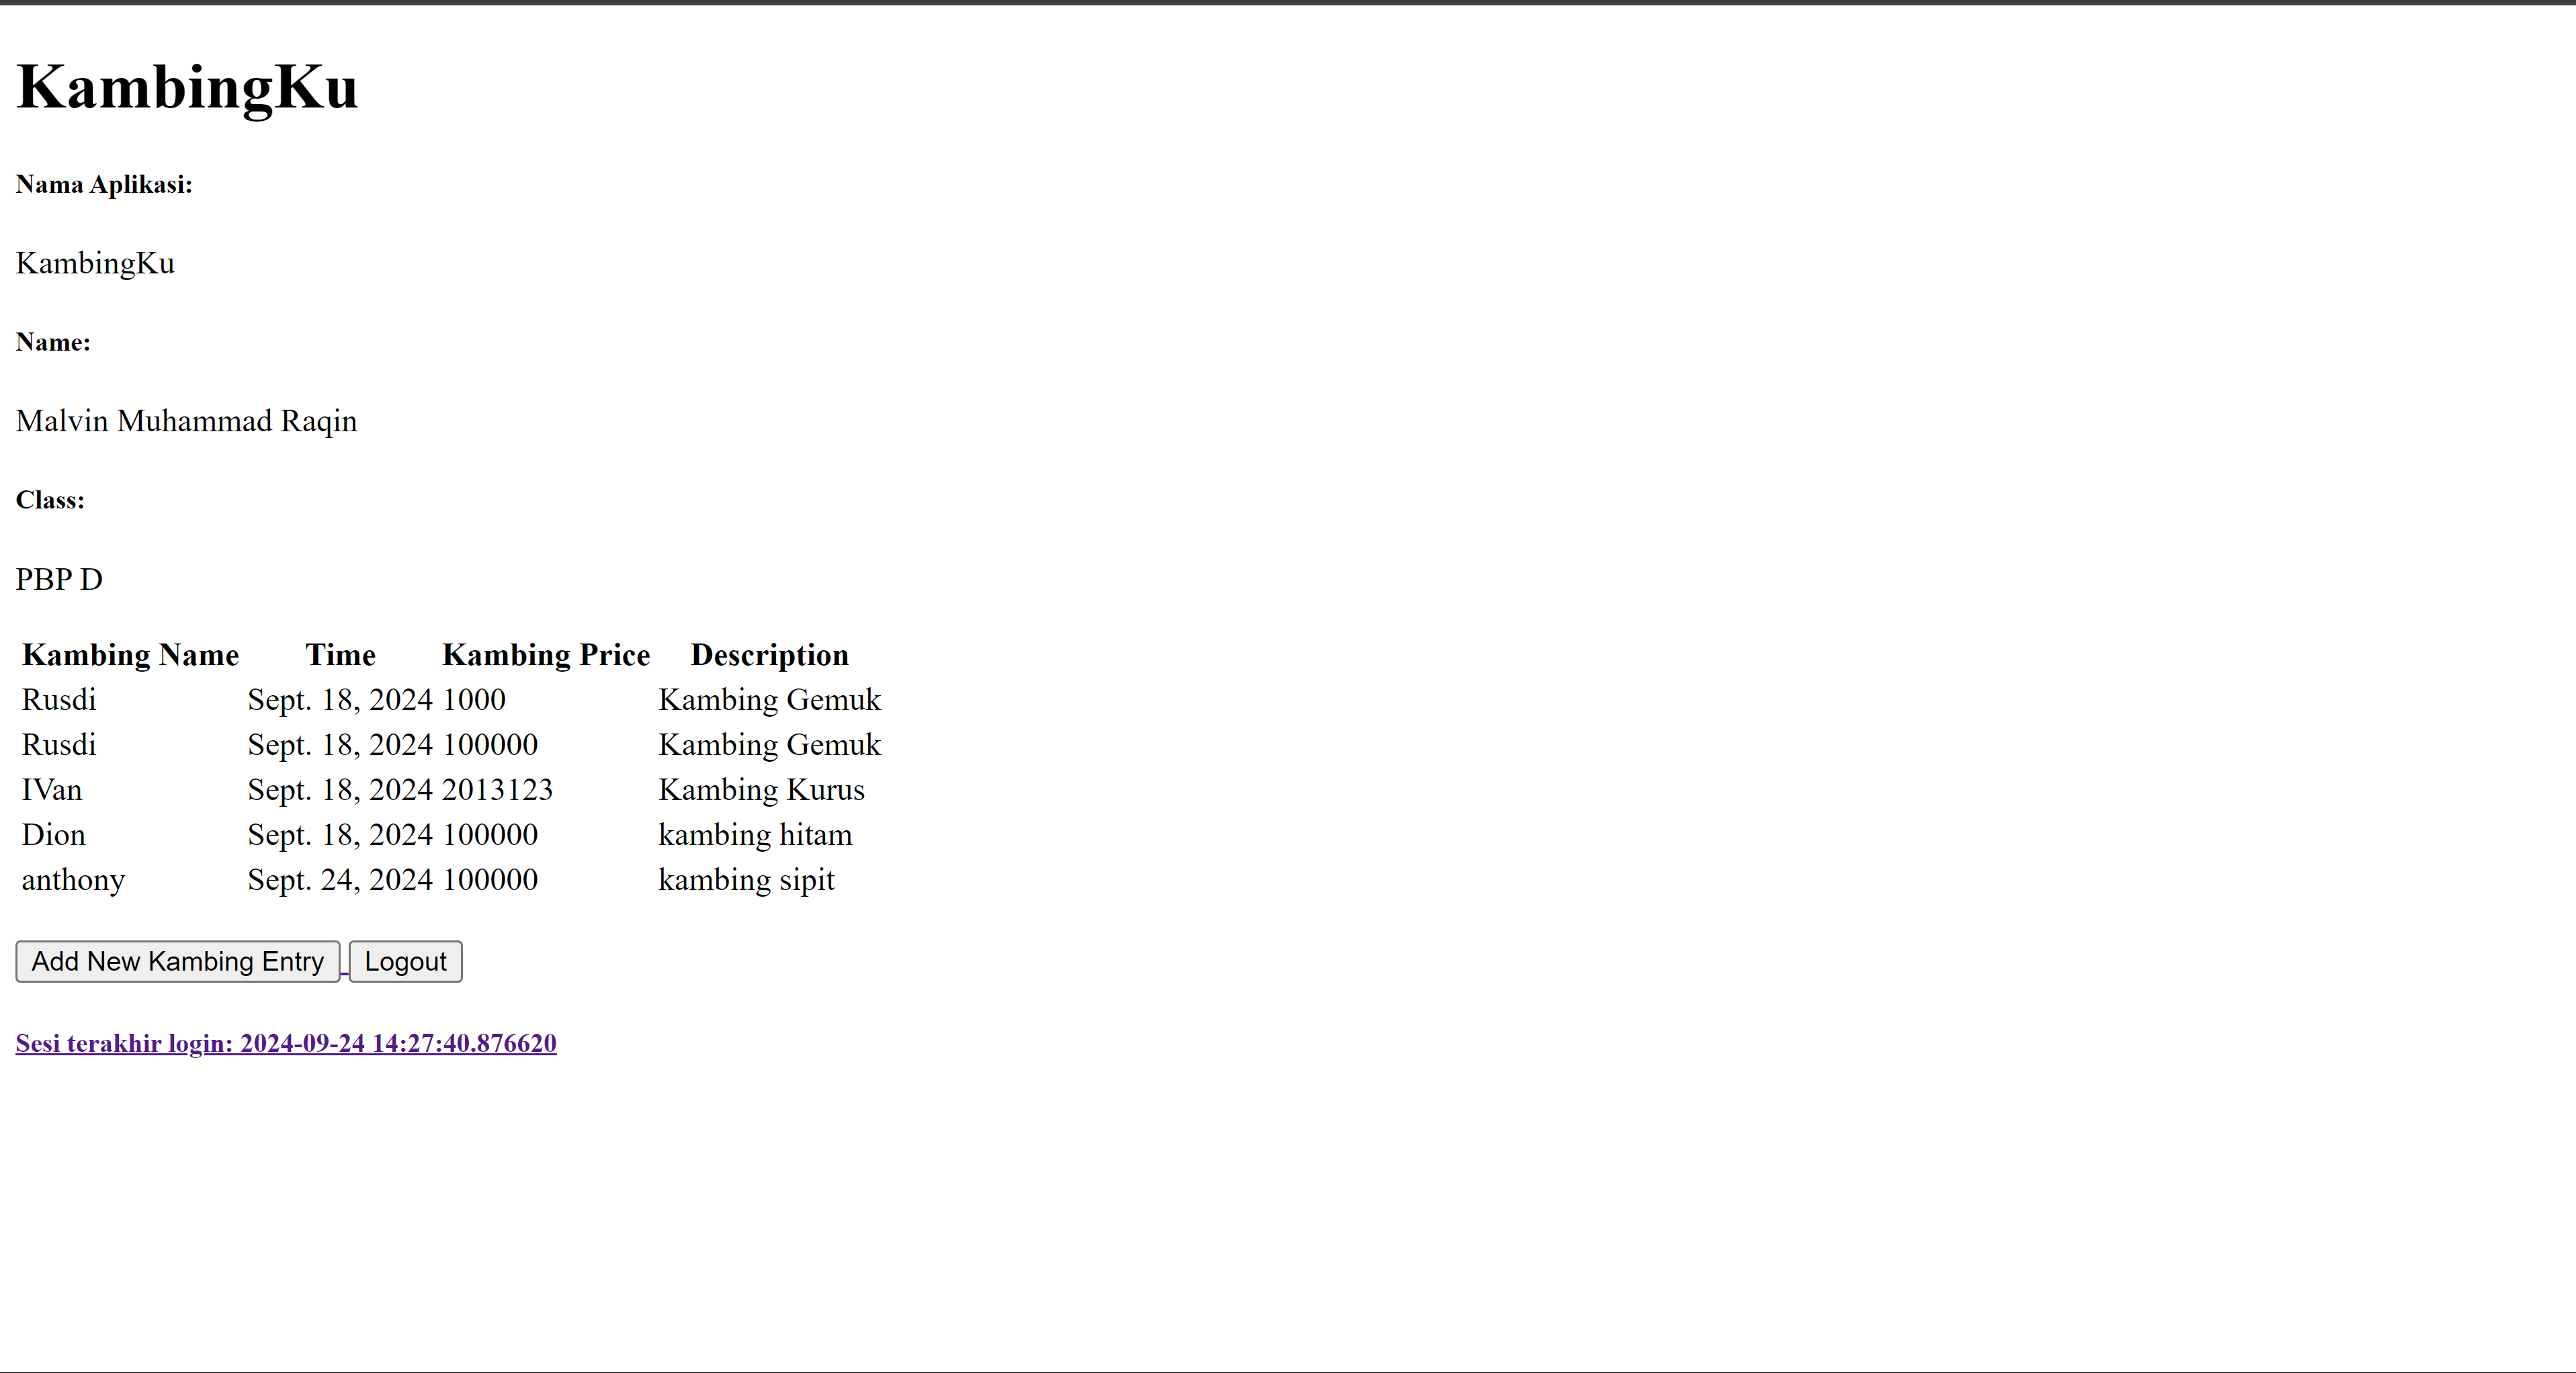 KambingKu
Nama Aplikasi:
KambingKu
Name:
Malvin Muhammad Raqin
Class:
PBP D
Kambing Name Time Kambing Price Description
Rusdi Sept. 18, 2024 1000 Kambing Gemuk
Rusdi Sept. 18, 2024 100000 Kambing Gemuk
IVan Sept. 18, 2024 2013123 Kambing Kurus
Dion Sept. 18, 2024 100000 kambing hitam
anthony Sept. 24, 2024 100000 kambing sipit
Add New Kambing Entry Logout
Sesi terakhir login: 2024-09-24 14:27:40.876620